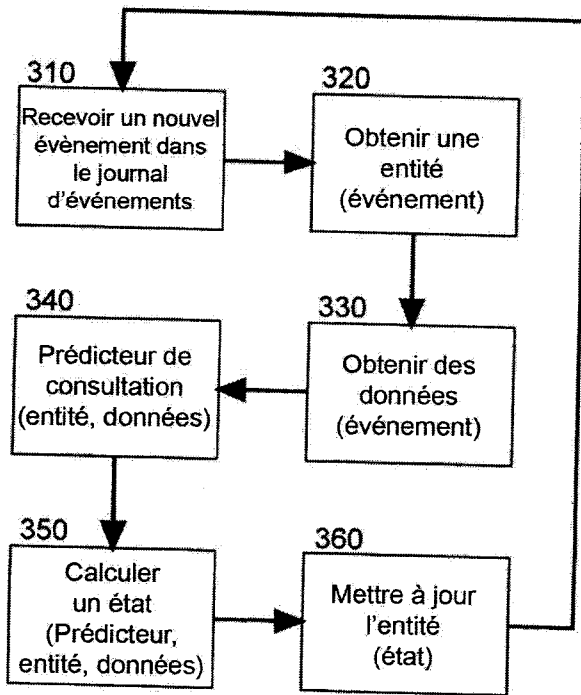 310
Recevoir un nouvel
évènement dans
le journal
d'événements
320
Obtenir une
entité
(événement)
330
Obtenir des
données
(événement)
340
Prédicteur de
consultation
(entité, données)
350
Calculer
un état
(Prédicteur,
entité, données)
360
Mettre à jour
l'entité
(état)